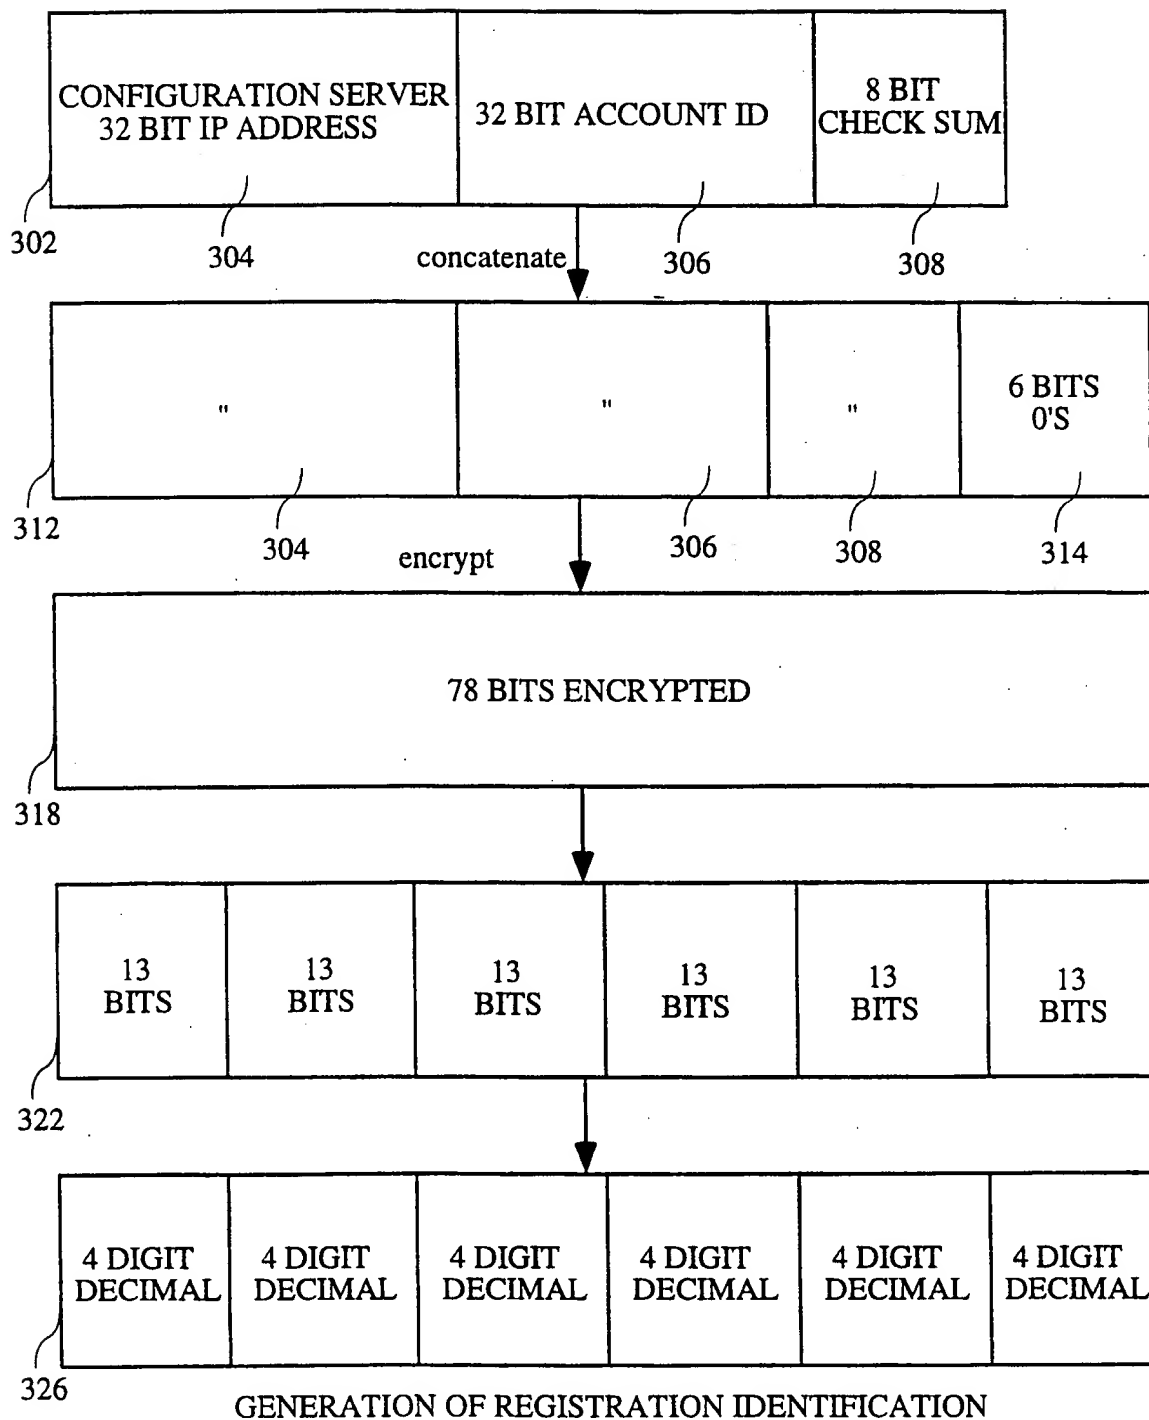 CONFIGURATION SERVER
32 BIT IP ADDRESS
32 BIT ACCOUNT ID
8 BIT
CHECK SUM
302
304
concatenate
306
308
"
"
"
6 BITS
0'S
312
304
encrypt
306
308
314
78 BITS ENCRYPTED
318
13
BITS
13
BITS
13
BITS
13
BITS
13
BITS
13
BITS
322
4 DIGIT
DECIMAL
4 DIGIT
DECIMAL
4 DIGIT
DECIMAL
4 DIGIT
DECIMAL
4 DIGIT
DECIMAL
4 DIGIT
DECIMAL
326
GENERATION OF REGISTRATION IDENTIFICATION